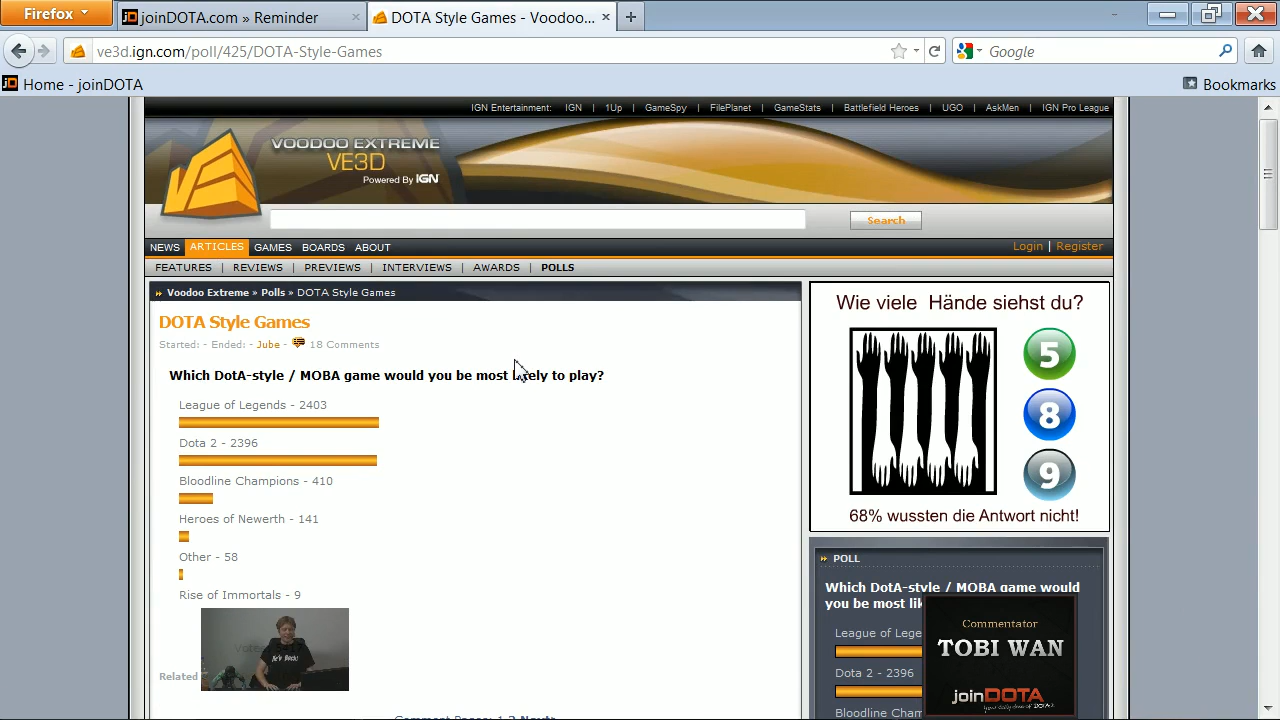 Firefox
joinDOTA.com » Reminder
DOTA Style Games - Voodoo...
ve3d.ign.com/poll/425/DOTA-Style-Games
Google
Home - joinDOTA
Bookmarks
IGN Entertainment: IGN | 1Up | GameSpy | FilePlanet | GameStats | Battlefield Heroes | UGO | AskMen | IGN Pro League
VOODOO EXTREME
VE3D
Powered By IGN
Search
NEWS ARTICLES GAMES BOARDS ABOUT
Login | Register
FEATURES | REVIEWS | PREVIEWS | INTERVIEWS | AWARDS | POLLS
Voodoo Extreme » Polls » DOTA Style Games
DOTA Style Games
Started: - Ended: - Jube - 18 Comments
Which DotA-style / MOBA game would you be most likely to play?
League of Legends - 2403
Dota 2 - 2396
Bloodline Champions - 410
Heroes of Newerth - 141
Other - 58
Rise of Immortals - 9
Related
Comment Pages: 1 2 Next»
Wie viele Hände siehst du?
5
8
9
68% wussten die Antwort nicht!
POLL
Which DotA-style / MOBA game would
you be most lik
League of Lege
Dota 2 - 2396
Bloodline Cham
Commentator
TOBI WAN
joinDOTA